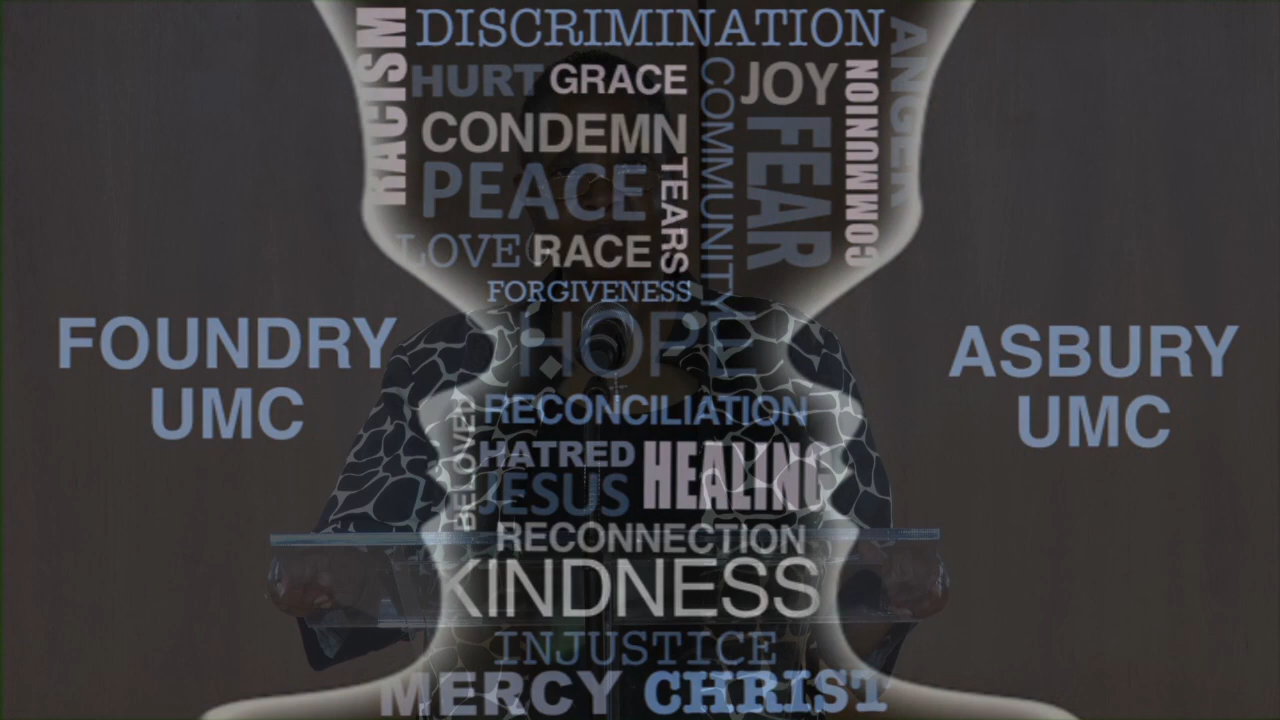 DISCRIMINATION
RACISM
HURT GRACE
CONDEMN
PEACE
TEARS
COMMUNITY
JOY
FEAR
COMMUNION
ANGER
LOVE RACE
FORGIVENESS
HOPE
FOUNDRY
UMC
ASBURY
UMC
RECONCILIATION
BELOVED
HATRED
JESUS
HEALING
RECONNECTION
KINDNESS
INJUSTICE
MERCY CHRIST